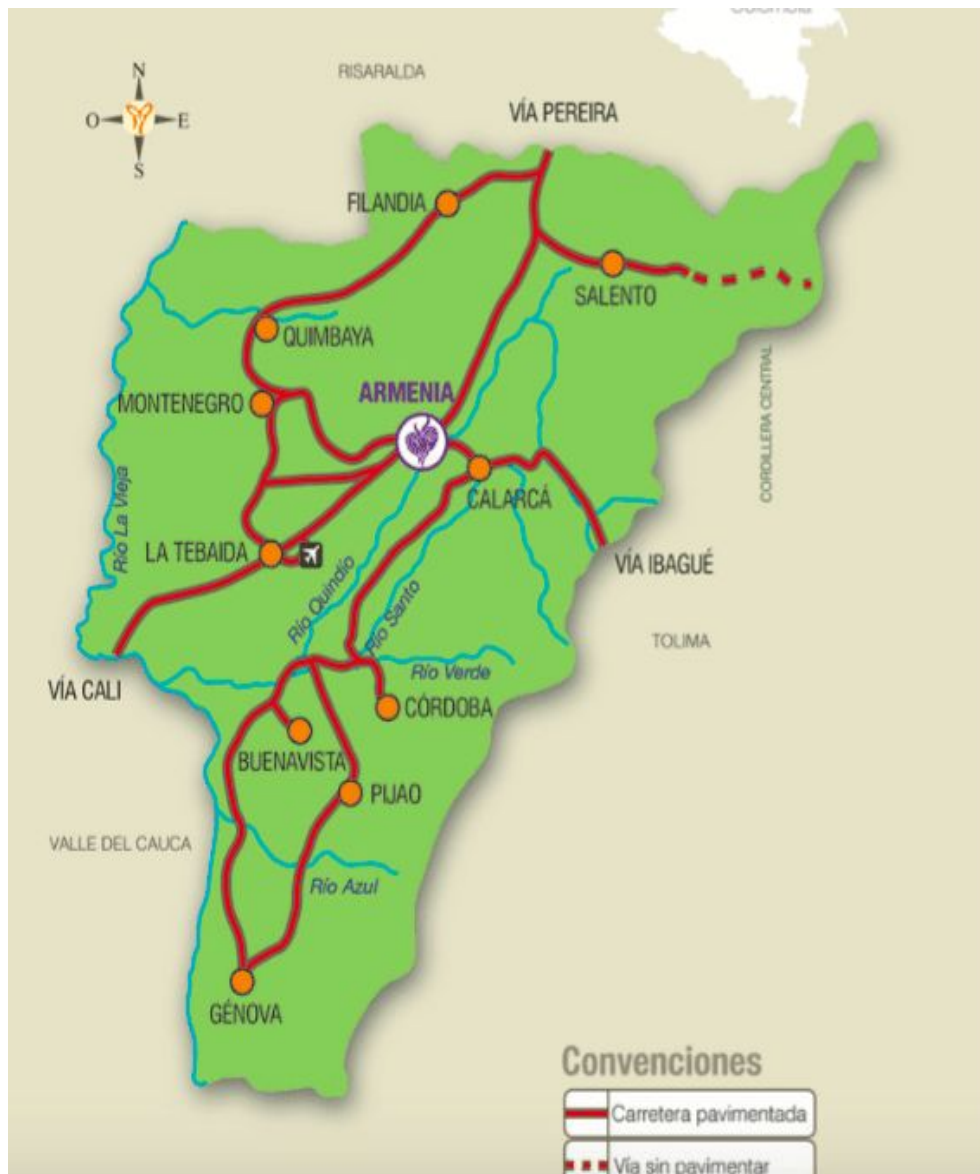 Colombia
N
RISARALDA
VÍA PEREIRA
O
E
S
FILANDIA
SALENTO
QUIMBAYA
ARMENIA
MONTENEGRO
CORDILLERA CENTRAL
CALARCÁ
Río La Vieja
LA TEBAIDA
VÍA IBAGUÉ
Río Quindío
Río Santo
TOLIMA
Río Verde
VÍA CALI
CÓRDOBA
BUENAVISTA
PIJAO
VALLE DEL CAUCA
Río Azul
GÉNOVA
Convenciones
Carretera pavimentada
Vía sin pavimentar